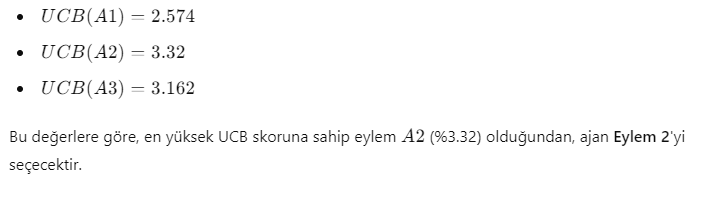 • UCB(A1) = 2.574
• UCB(A2) = 3.32
• UCB(A3) = 3.162
Bu değerlere göre, en yüksek UCB skoruna sahip eylem A2 (%3.32) olduğundan, ajan Eylem 2'yi
seçecektir.